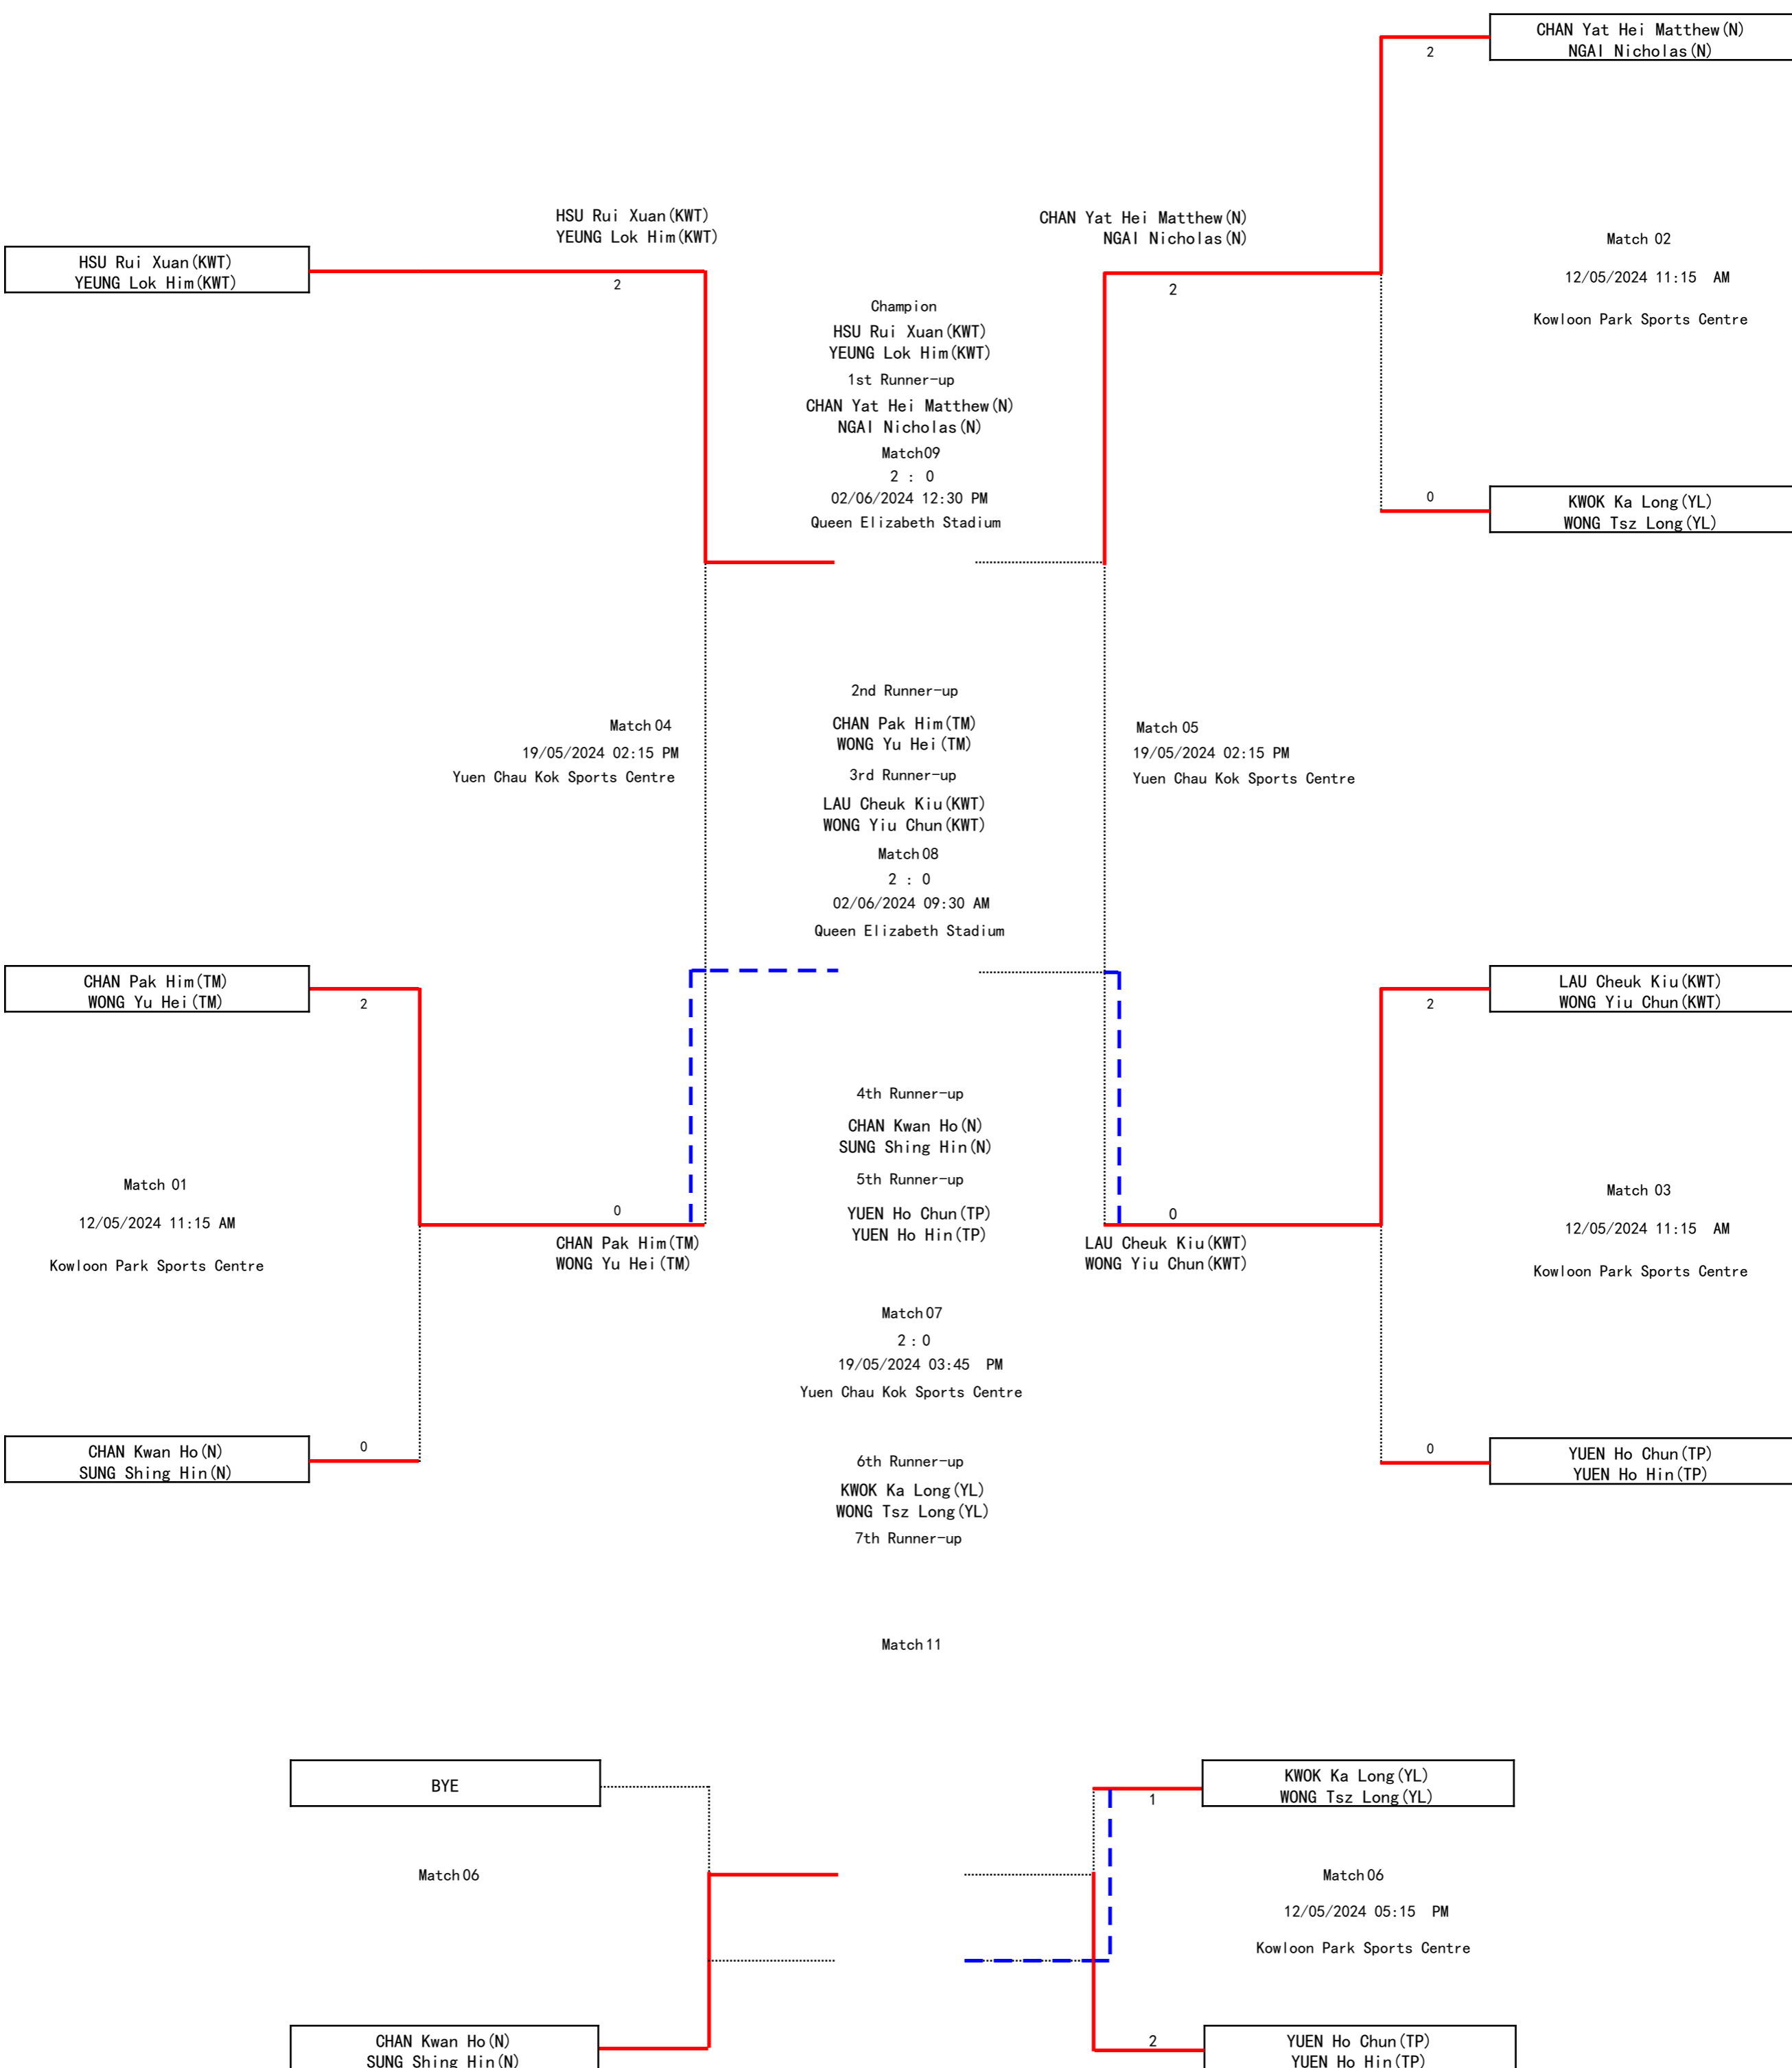 CHAN Yat Hei Matthew(N)
NGAI Nicholas(N)
2
HSU Rui Xuan(KWT)
YEUNG Lok Him(KWT)
CHAN Yat Hei Matthew(N)
NGAI Nicholas(N)
Match 02
HSU Rui Xuan(KWT)
YEUNG Lok Him(KWT)
2
2
12/05/2024 11:15 AM
Kowloon Park Sports Centre
Champion
HSU Rui Xuan(KWT)
YEUNG Lok Him(KWT)
1st Runner-up
CHAN Yat Hei Matthew(N)
NGAI Nicholas(N)
Match09
2 : 0
02/06/2024 12:30 PM
Queen Elizabeth Stadium
0
KWOK Ka Long(YL)
WONG Tsz Long(YL)
2nd Runner-up
CHAN Pak Him(TM)
WONG Yu Hei(TM)
3rd Runner-up
LAU Cheuk Kiu(KWT)
WONG Yiu Chun(KWT)
Match08
2 : 0
02/06/2024 09:30 AM
Queen Elizabeth Stadium
Match 04
19/05/2024 02:15 PM
Yuen Chau Kok Sports Centre
Match 05
19/05/2024 02:15 PM
Yuen Chau Kok Sports Centre
CHAN Pak Him(TM)
WONG Yu Hei(TM)
2
2
LAU Cheuk Kiu(KWT)
WONG Yiu Chun(KWT)
4th Runner-up
CHAN Kwan Ho(N)
SUNG Shing Hin(N)
5th Runner-up
YUEN Ho Chun(TP)
YUEN Ho Hin(TP)
Match 01
12/05/2024 11:15 AM
Kowloon Park Sports Centre
0
CHAN Pak Him(TM)
WONG Yu Hei(TM)
0
LAU Cheuk Kiu(KWT)
WONG Yiu Chun(KWT)
Match 03
12/05/2024 11:15 AM
Kowloon Park Sports Centre
Match07
2 : 0
19/05/2024 03:45 PM
Yuen Chau Kok Sports Centre
CHAN Kwan Ho(N)
SUNG Shing Hin(N)
0
0
YUEN Ho Chun(TP)
YUEN Ho Hin(TP)
6th Runner-up
KWOK Ka Long(YL)
WONG Tsz Long(YL)
7th Runner-up
Match11
BYE
1
KWOK Ka Long(YL)
WONG Tsz Long(YL)
Match06
Match06
12/05/2024 05:15 PM
Kowloon Park Sports Centre
CHAN Kwan Ho(N)
SUNG Shing Hin(N)
2
YUEN Ho Chun(TP)
YUEN Ho Hin(TP)